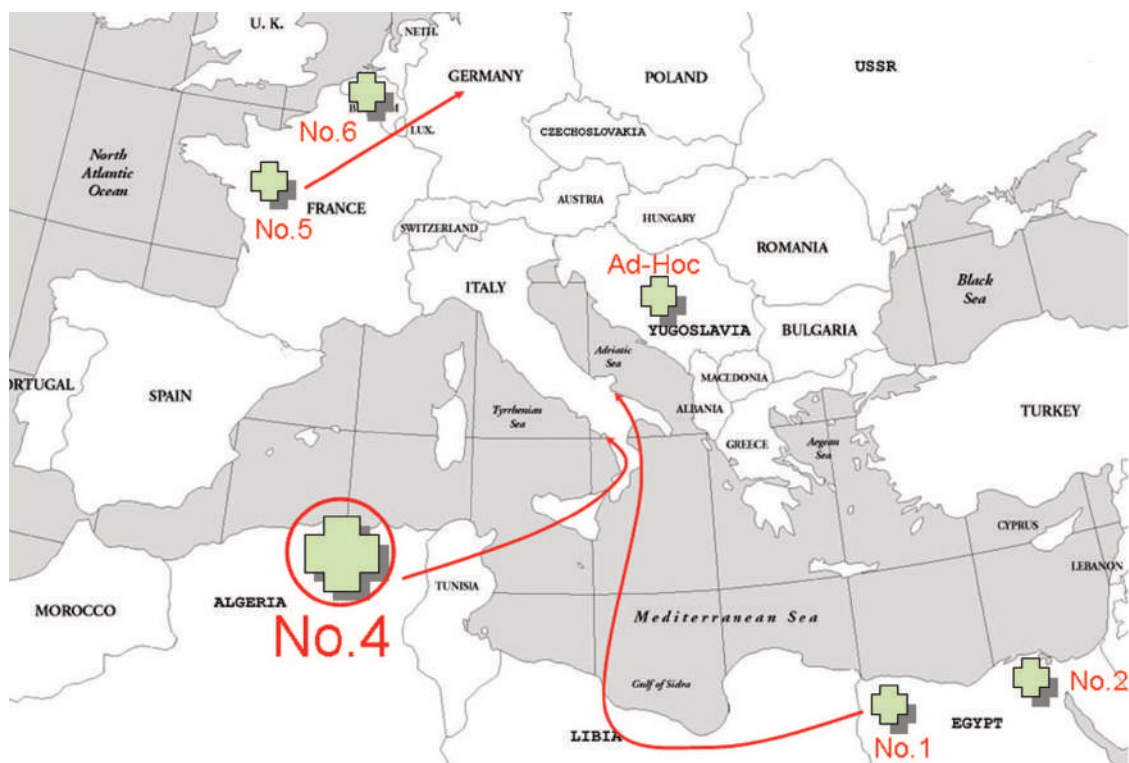 U. K.
NETH.
GERMANY
POLAND
USSR
No.6
LUX.
CZECHOSLOVAKIA
North
Atlantic
Ocean
No.5
FRANCE
AUSTRIA
SWITZERLAND
HUNGARY
ROMANIA
Ad-Hoc
ITALY
Black
Sea
YUGOSLAVIA
BULGARIA
Adriatic
Sea
MACEDONIA
ORTUGAL
SPAIN
Tyrrhenian
Sea
ALBANIA
TURKEY
GREECE
Aegean
Sea
CYPRUS
LEBANON
TUNISIA
ALGERIA
MOROCCO
No.4
Mediterranean Sea
Gulf of Sidra
No.2
EGYPT
LIBIA
No.1